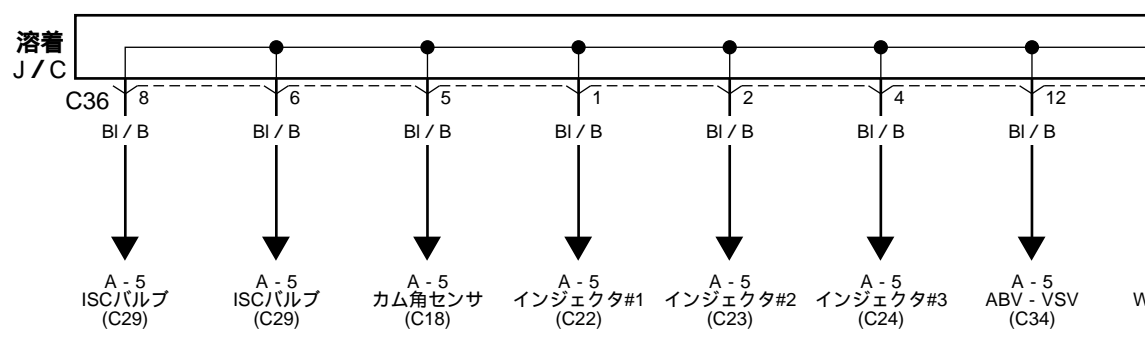 溶着
J / C
C36 8 6 5 1 2 4 12
Bl / B Bl / B Bl / B Bl / B Bl / B Bl / B Bl / B
A - 5 A - 5 A - 5 A - 5 A - 5 A - 5 A - 5
ISCバルブ ISCバルブ カム角センサ インジェクタ#1 インジェクタ#2 インジェクタ#3 ABV - VSV
(C29) (C29) (C18) (C22) (C23) (C24) (C34)